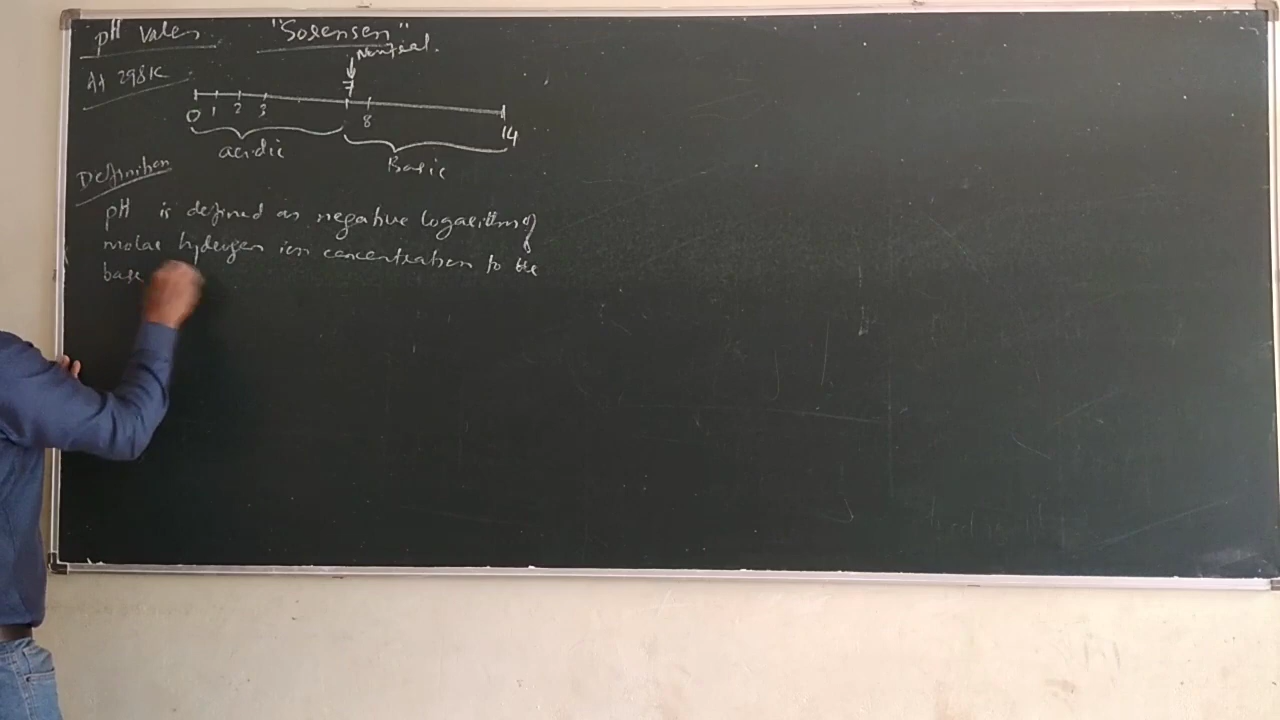 pH Vales "Sorensen"
Neutral.
At 298K
7
0 1 2 3 8 14
acidic
Basic
Definition
pH is defined as negative logarithm of
molar hydrogen ion concentration to the
base